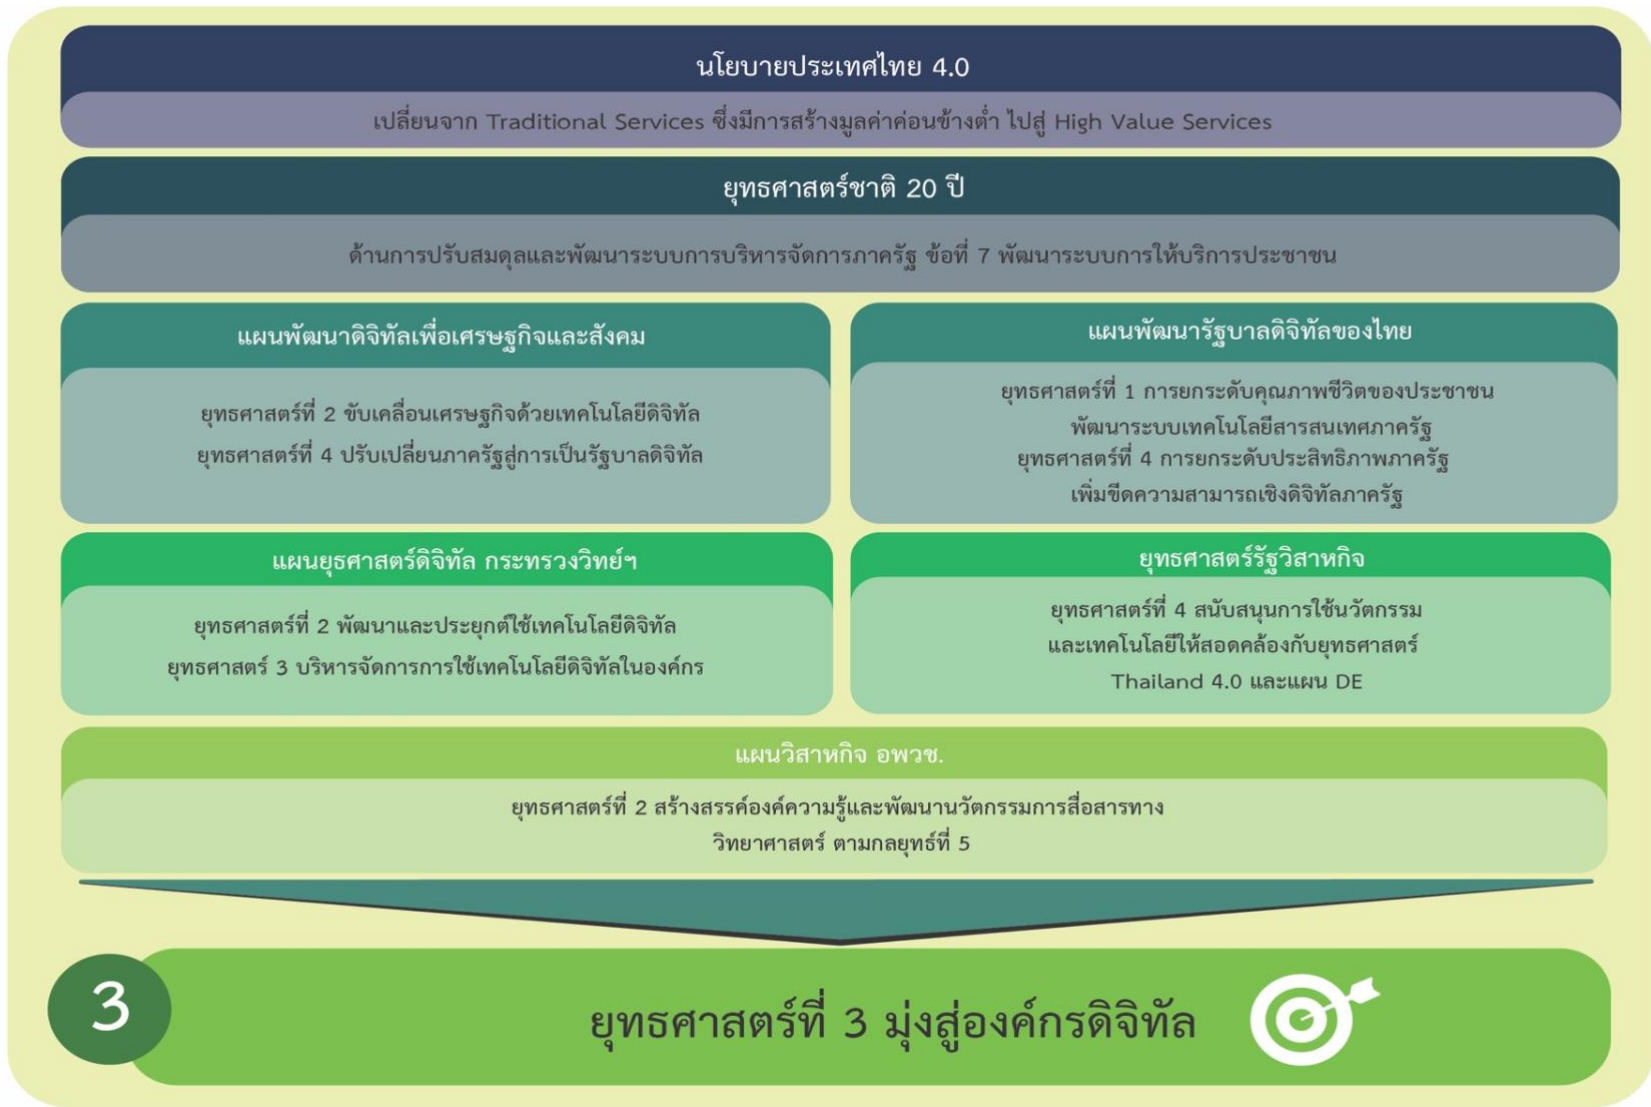 นโยบายประเทศไทย 4.0
เปลี่ยนจาก Traditional Services ซึ่งมีการสร้างมูลค่าค่อนข้างต่ำ ไปสู่ High Value Services
ยุทธศาสตร์ชาติ 20 ปี
ด้านการปรับสมดุลและพัฒนาระบบการบริหารจัดการภาครัฐ ข้อที่ 7 พัฒนาระบบการให้บริการประชาชน
แผนพัฒนาดิจิทัลเพื่อเศรษฐกิจและสังคม
ยุทธศาสตร์ที่ 2 ขับเคลื่อนเศรษฐกิจด้วยเทคโนโลยีดิจิทัล
ยุทธศาสตร์ที่ 4 ปรับเปลี่ยนภาครัฐสู่การเป็นรัฐบาลดิจิทัล
แผนพัฒนารัฐบาลดิจิทัลของไทย
ยุทธศาสตร์ที่ 1 การยกระดับคุณภาพชีวิตของประชาชน
พัฒนาระบบเทคโนโลยีสารสนเทศภาครัฐ
ยุทธศาสตร์ที่ 4 การยกระดับประสิทธิภาพภาครัฐ
เพิ่มขีดความสามารถเชิงดิจิทัลภาครัฐ
แผนยุธศาสตร์ดิจิทัล กระทรวงวิทย์ฯ
ยุทธศาสตร์ที่ 2 พัฒนาและประยุกต์ใช้เทคโนโลยีดิจิทัล
ยุทธศาสตร์ 3 บริหารจัดการการใช้เทคโนโลยีดิจิทัลในองค์กร
ยุทธศาสตร์รัฐวิสาหกิจ
ยุทธศาสตร์ที่ 4 สนับสนุนการใช้นวัตกรรม
และเทคโนโลยีให้สอดคล้องกับยุทธศาสตร์
Thailand 4.0 และแผน DE
แผนวิสาหกิจ อพวช.
ยุทธศาสตร์ที่ 2 สร้างสรรค์องค์ความรู้และพัฒนานวัตกรรมการสื่อสารทาง
วิทยาศาสตร์ ตามกลยุทธ์ที่ 5
3
ยุทธศาสตร์ที่ 3 มุ่งสู่องค์กรดิจิทัล